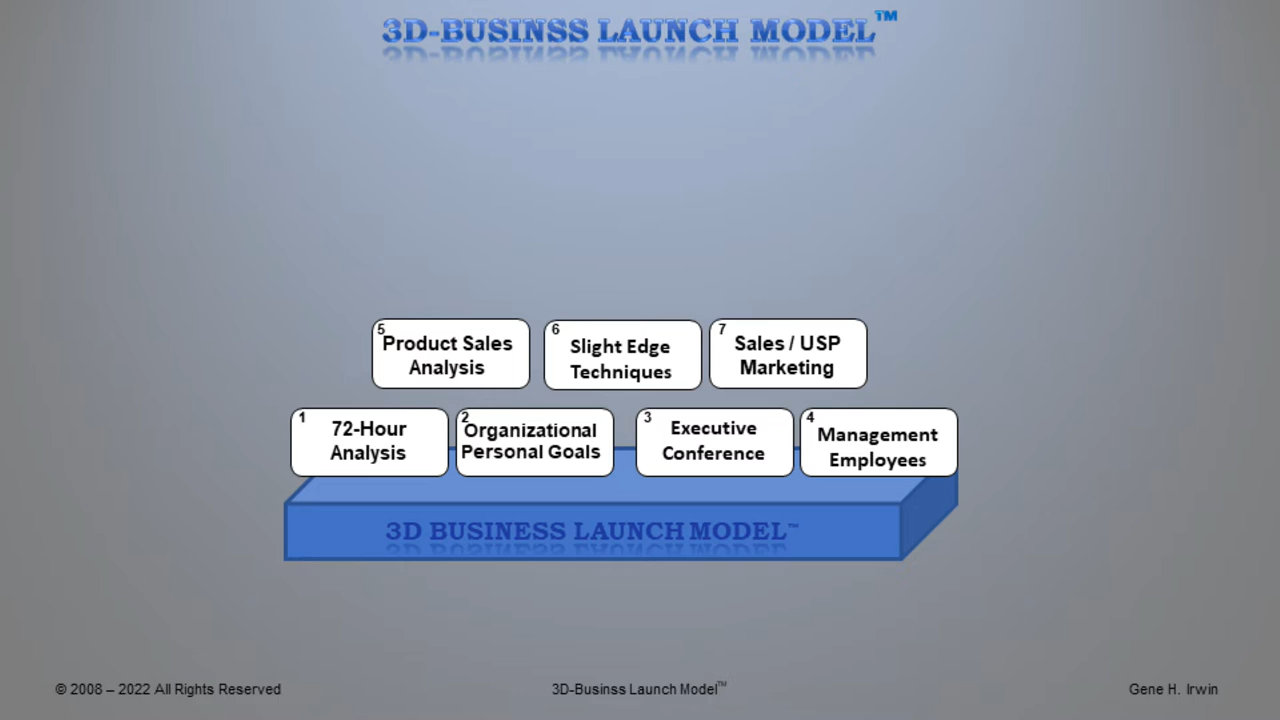 3D-BUSINSS LAUNCH MODEL™
5
Product Sales
Analysis
6
Slight Edge
Techniques
7
Sales / USP
Marketing
1
72-Hour
Analysis
2
Organizational
Personal Goals
3
Executive
Conference
4
Management
Employees
3D BUSINESS LAUNCH MODEL™
© 2008 – 2022 All Rights Reserved
3D-Businss Launch Model™
Gene H. Irwin